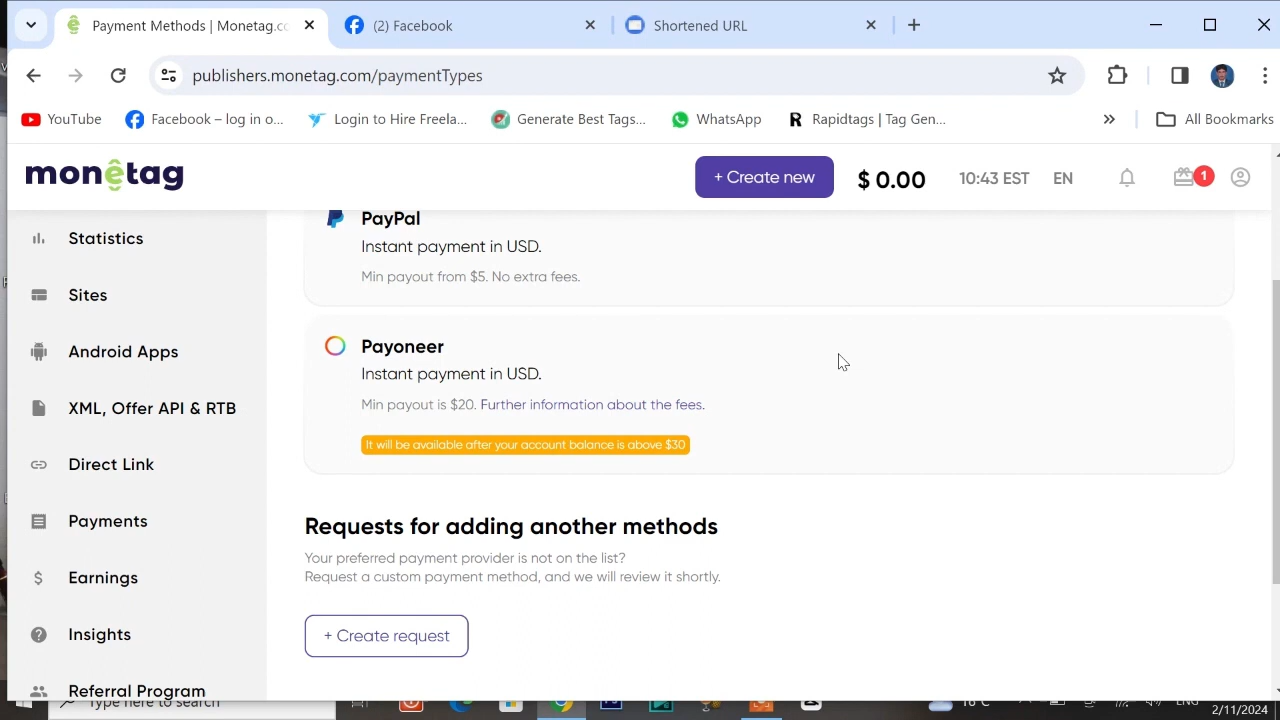 Payment Methods | Monetag.co
(2) Facebook
Shortened URL
publishers.monetag.com/paymentTypes
YouTube
Facebook – log in o...
Login to Hire Freela...
Generate Best Tags...
WhatsApp
Rapidtags | Tag Gen...
»
All Bookmarks
monetag
+ Create new
$ 0.00
10:43 EST
EN
1
Statistics
Sites
Android Apps
XML, Offer API & RTB
Direct Link
Payments
Earnings
Insights
Referral Program
PayPal
Instant payment in USD.
Min payout from $5. No extra fees.
Payoneer
Instant payment in USD.
Min payout is $20. Further information about the fees.
It will be available after your account balance is above $30
Requests for adding another methods
Your preferred payment provider is not on the list?
Request a custom payment method, and we will review it shortly.
+ Create request
Type here to search
16°C
ENG
2/11/2024